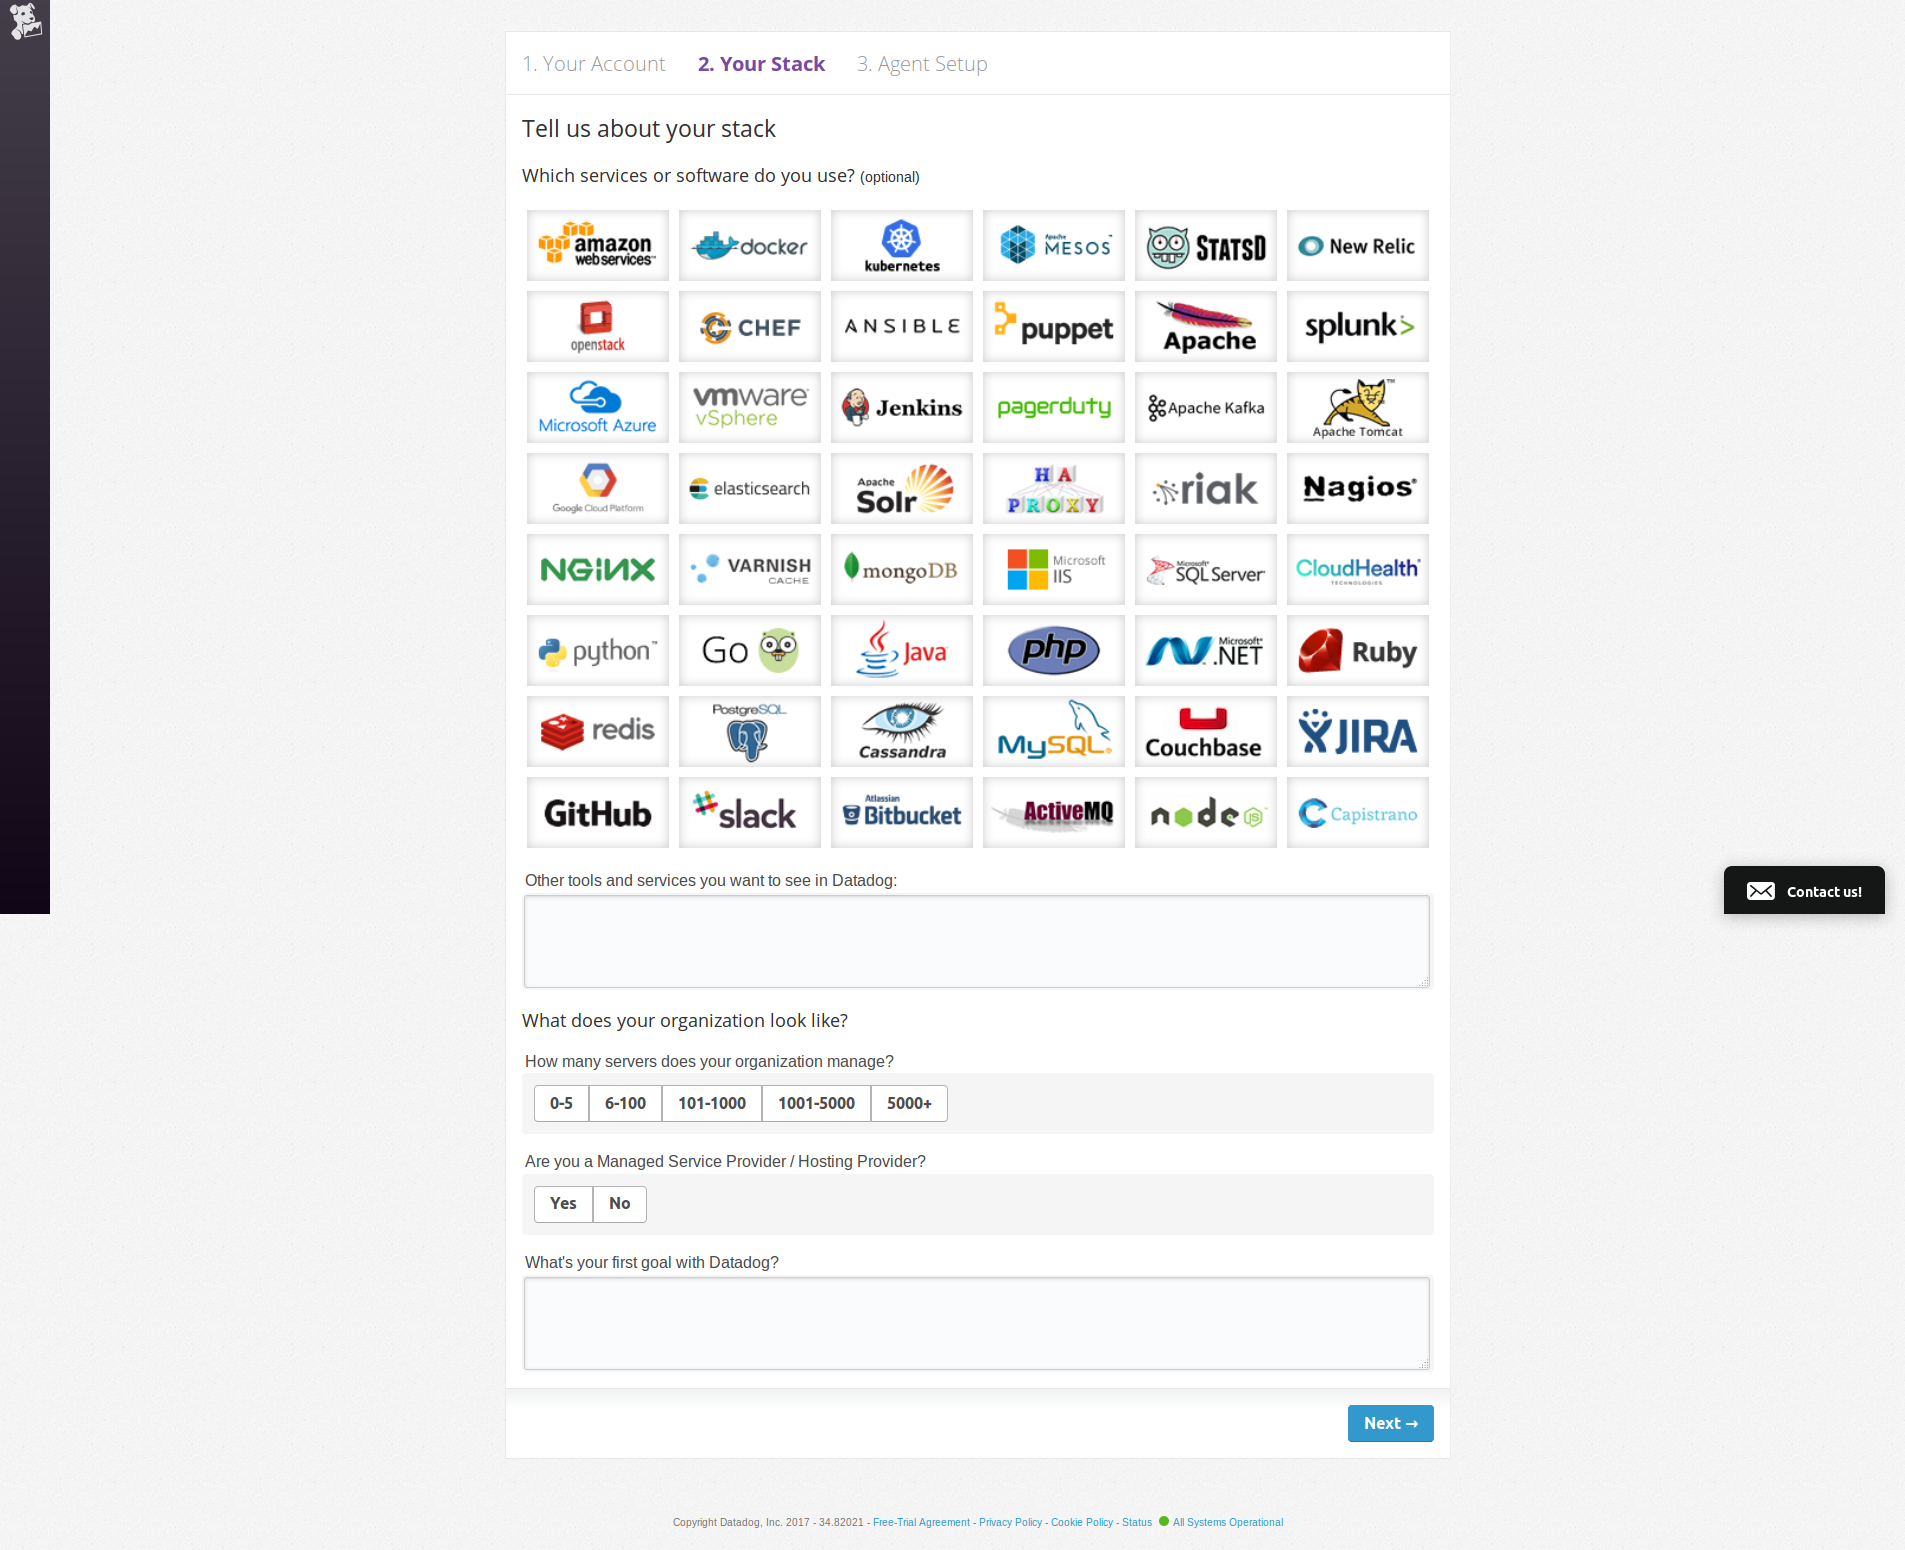 1. Your Account 2. Your Stack 3. Agent Setup
Tell us about your stack
Which services or software do you use? (optional)
amazon web services™ docker kubernetes Apache MESOS™ STATSD New Relic
openstack CHEF ANSIBLE puppet Apache splunk>
Microsoft Azure vmware® vSphere Jenkins pagerduty Apache Kafka Apache Tomcat™
Google Cloud Platform elasticsearch Apache Solr HAPROXY riak Nagios®
NGINX VARNISH CACHE mongoDB Microsoft IIS Microsoft® SQL Server® CloudHealth® TECHNOLOGIES
python™ Go Java php Microsoft® .NET Ruby
redis PostgreSQL Cassandra MySQL® Couchbase JIRA
GitHub slack Atlassian Bitbucket ActiveMQ node JS™ Capistrano
Other tools and services you want to see in Datadog:
Contact us!
What does your organization look like?
How many servers does your organization manage?
0-5 6-100 101-1000 1001-5000 5000+
Are you a Managed Service Provider / Hosting Provider?
Yes No
What's your first goal with Datadog?
Next →
Copyright Datadog, Inc. 2017 - 34.82021 - Free-Trial Agreement - Privacy Policy - Cookie Policy - Status All Systems Operational